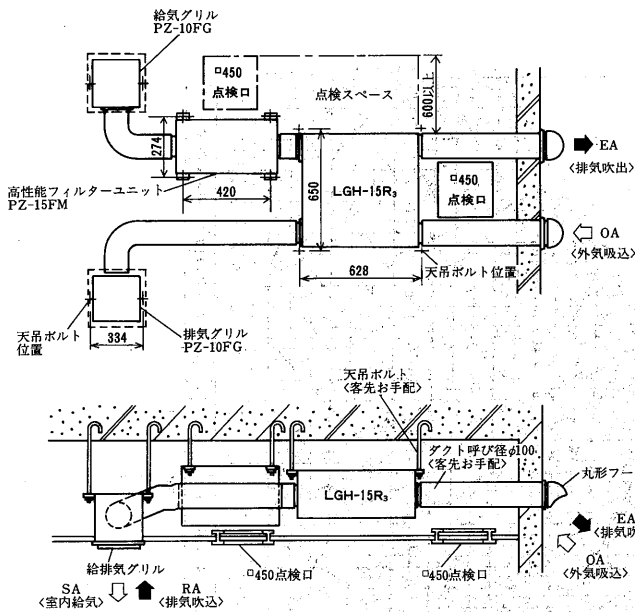 給気グリル
PZ-10FG
□450
点検口
点検スペース
600以上
EA
〈排気吹出〉
274
高性能フィルターユニット
PZ-15FM
420
650
LGH-15R₃
□450
点検口
OA
〈外気吸込〉
628
天吊ボルト位置
天吊ボルト
位置
334
排気グリル
PZ-10FG
天吊ボルト
〈客先お手配〉
ダクト呼び径φ100
〈客先お手配〉
丸形フー
LGH-15R₃
EA
〈排気吹
OA
〈外気吸込〉
給排気グリル
□450点検口
□450点検口
SA
〈室内給気〉
RA
〈排気吹込〉